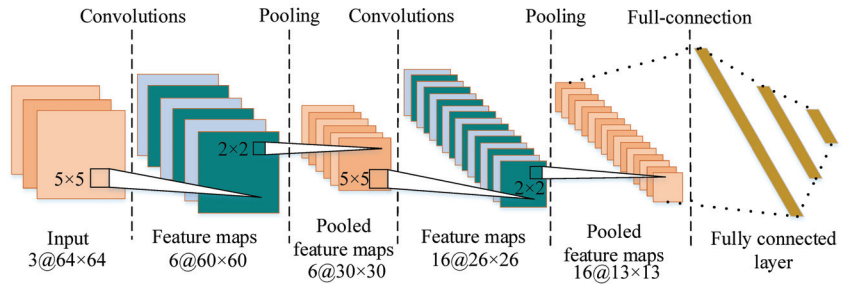 Convolutions
Pooling
Convolutions
Pooling
Full-connection
5×5
2×2
5×5
2×2
Input
3@64×64
Feature maps
6@60×60
Pooled
feature maps
6@30×30
Feature maps
16@26×26
Pooled
feature maps
16@13×13
Fully connected
layer